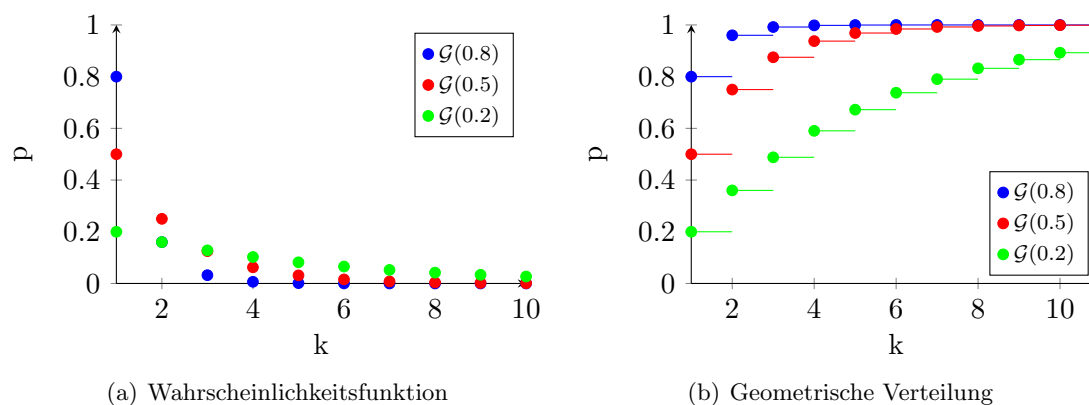 1
0.8
0.6
0.4
0.2
0
p
2
4
6
8
10
k
𝒢(0.8)
𝒢(0.5)
𝒢(0.2)
(a) Wahrscheinlichkeitsfunktion
1
0.8
0.6
0.4
0.2
0
p
2
4
6
8
10
k
𝒢(0.8)
𝒢(0.5)
𝒢(0.2)
(b) Geometrische Verteilung